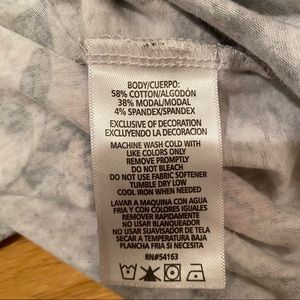 BODY/CUERPO:
58% COTTON/ALGODÓN
38% MODAL/MODAL
4% SPANDEX/SPANDEX
EXCLUSIVE OF DECORATION
EXCLUYENDO LA DECORACION
MACHINE WASH COLD WITH
LIKE COLORS ONLY
REMOVE PROMPTLY
DO NOT BLEACH
DO NOT USE FABRIC SOFTENER
TUMBLE DRY LOW
COOL IRON WHEN NEEDED
LAVAR A MAQUINA CON AGUA
FRIA Y CON COLORES IGUALES
REMOVER RAPIDAMENTE
NO USAR BLANQUEADOR
NO USAR SUAVISADOR DE TELA
SECAR A TEMPERATURA BAJA
PLANCHA FRIA SI NECESITA
RN#54163